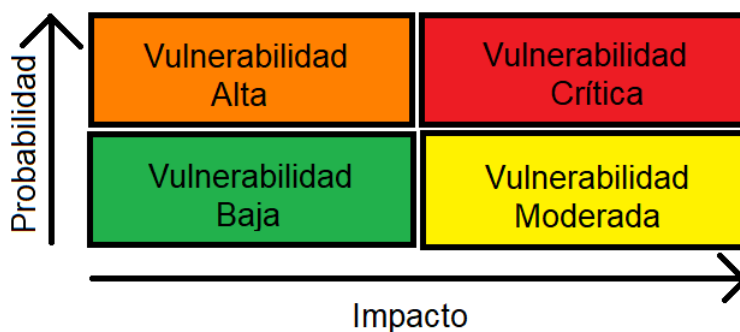 Probabilidad
Vulnerabilidad
Alta
Vulnerabilidad
Crítica
Vulnerabilidad
Baja
Vulnerabilidad
Moderada
Impacto